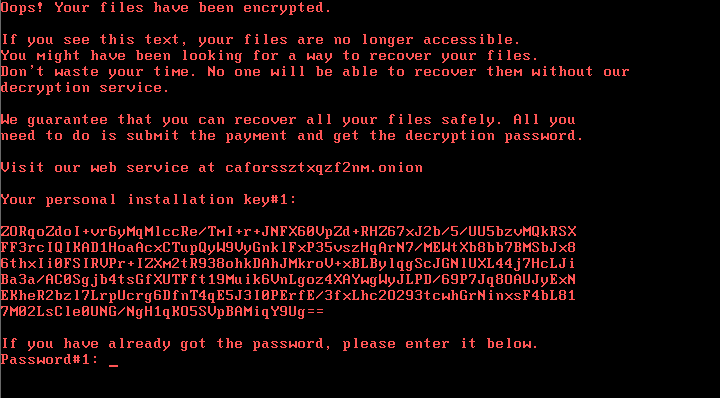 Oops! Your files have been encrypted.
If you see this text, your files are no longer accessible.
You might have been looking for a way to recover your files.
Don't waste your time. No one will be able to recover them without our
decryption service.
We guarantee that you can recover all your files safely. All you
need to do is submit the payment and get the decryption password.
Visit our web service at caforssztxqzf2nm.onion
Your personal installation key#1:
ZORqoZdoI+vr6yMqMlccRe/TmI+r+JNFX60VpZd+RHZ67xJ2b/5/UU5bzvMQkRSX
FF3rcIQIKAD1HoaAcxCTupQyW9VyGnklFxP35vszHqArN7/MEWtXb8bb7BMSbJx8
6thxIi0FSIRVPr+IZXm2tR938ohkDAhJMkroV+xBLBylqgScJGNlUXL44j7HcLJi
Ba3a/AC0Sgjb4tsGfXUTFft19Muik6VnLgoz4XAYwgWyJLPD/69P7Jq8OAUJyExN
EKheR2bzl7LrpUcrg6DfnT4qE5J3I0PErfE/3fxLhc2O293tcwhGrNinxsF4bL81
7M02LsCle0UNG/NgH1qKO5SVpBAMiqY9Ug==
If you have already got the password, please enter it below.
Password#1: _